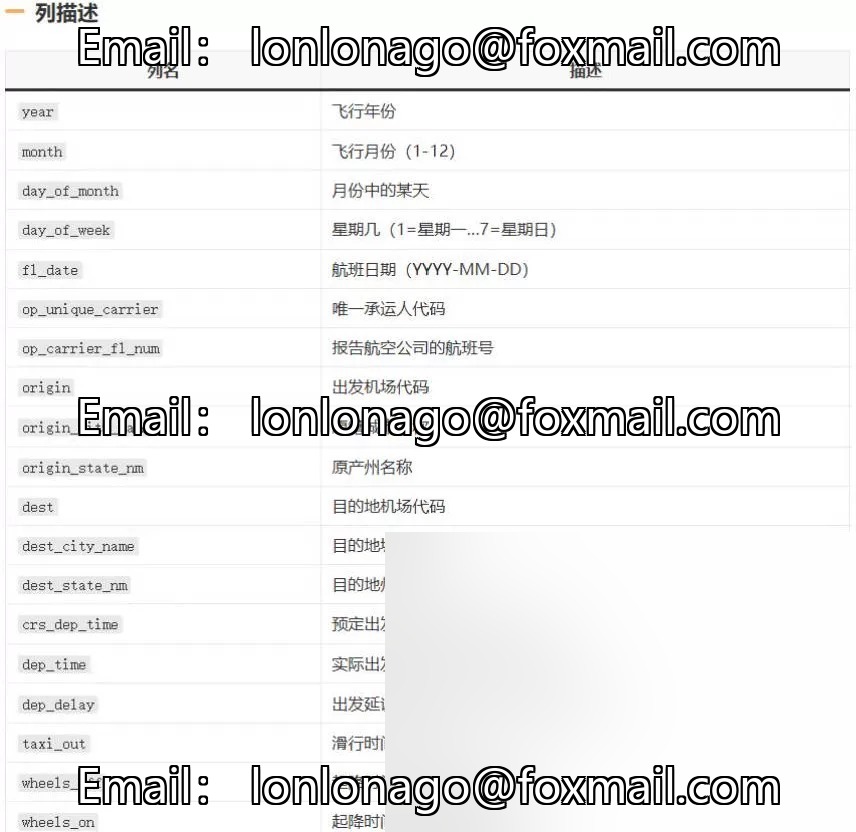 列描述
Email： lonlonago@foxmail.com
列名 描述
year 飞行年份
month 飞行月份（1-12）
day_of_month 月份中的某天
day_of_week 星期几（1=星期一...7=星期日）
fl_date 航班日期（YYYY-MM-DD）
op_unique_carrier 唯一承运人代码
op_carrier_fl_num 报告航空公司的航班号
origin 出发机场代码
Email： lonlonago@foxmail.com
origin_state_nm 原产州名称
dest 目的地机场代码
dest_city_name 目的地
dest_state_nm 目的地
crs_dep_time 预定出
dep_time 实际出
dep_delay 出发延
taxi_out 滑行时
Email： lonlonago@foxmail.com
wheels_on 起降时